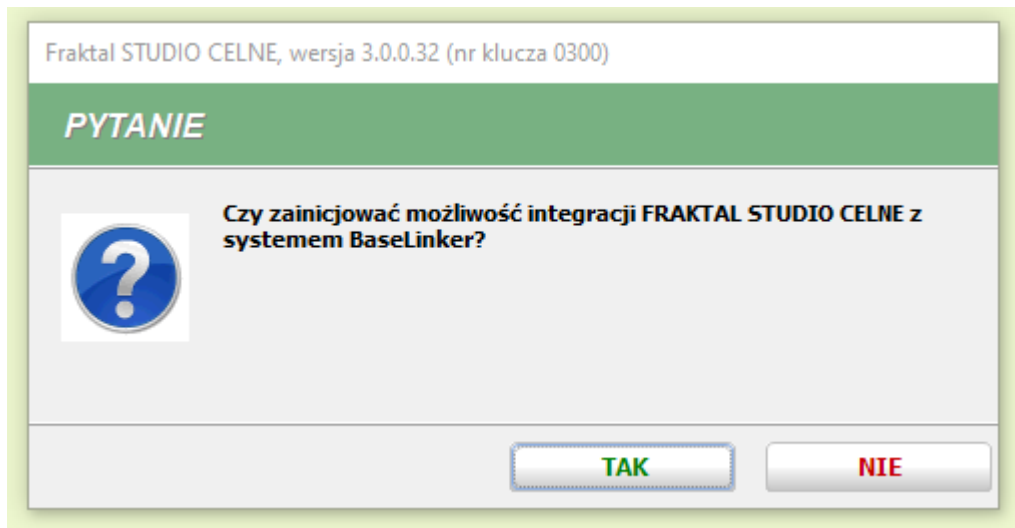 Fraktal STUDIO CELNE, wersja 3.0.0.32 (nr klucza 0300)
PYTANIE
Czy zainicjować możliwość integracji FRAKTAL STUDIO CELNE z
systemem BaseLinker?
TAK
NIE